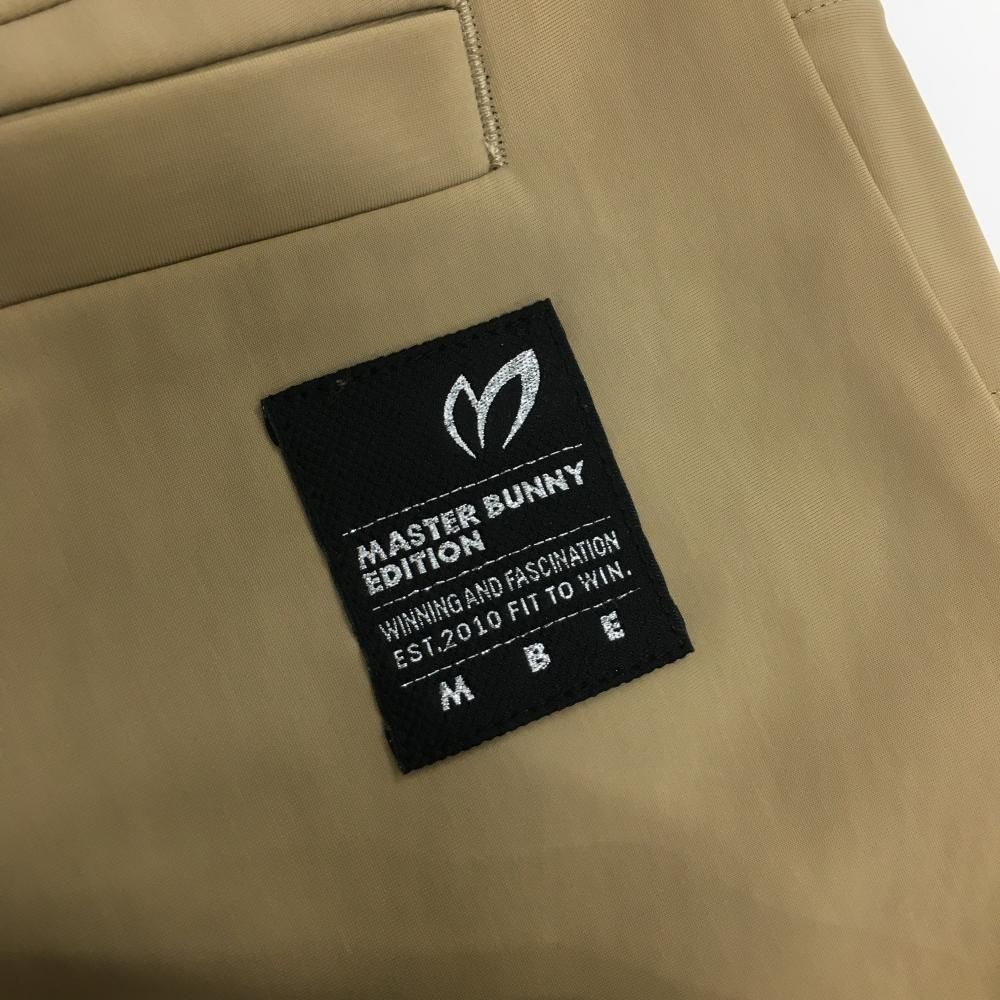 MASTER BUNNY
EDITION
WINNING AND FASCINATION
EST.2010 FIT TO WIN.
M B E